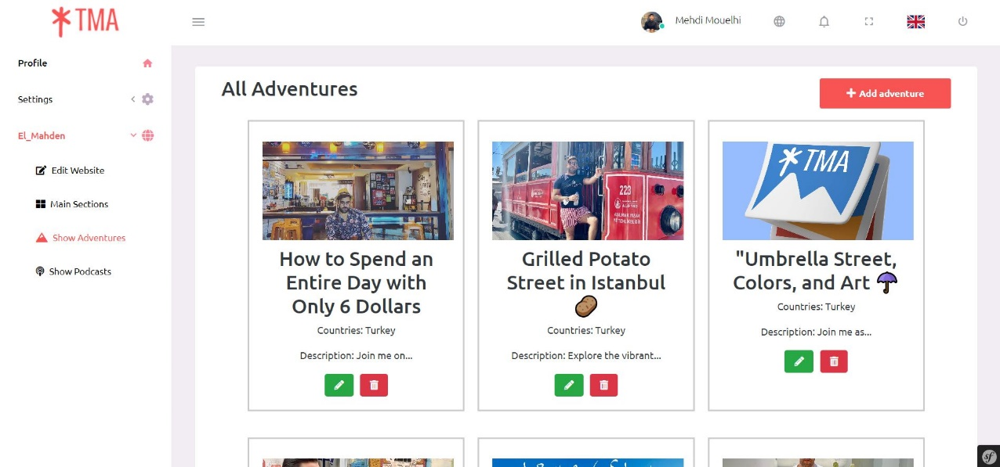 TMA
Mehdi Mouelhi
Profile
Settings
El_Mahden
Edit Website
Main Sections
Show Adventures
Show Podcasts
All Adventures
+ Add adventure
How to Spend an
Entire Day with
Only 6 Dollars
Countries: Turkey
Description: Join me on...
223
Grilled Potato
Street in Istanbul
🥔
Countries: Turkey
Description: Explore the vibrant...
TMA
"Umbrella Street,
Colors, and Art ☂
Countries: Turkey
Description: Join me as...
sf